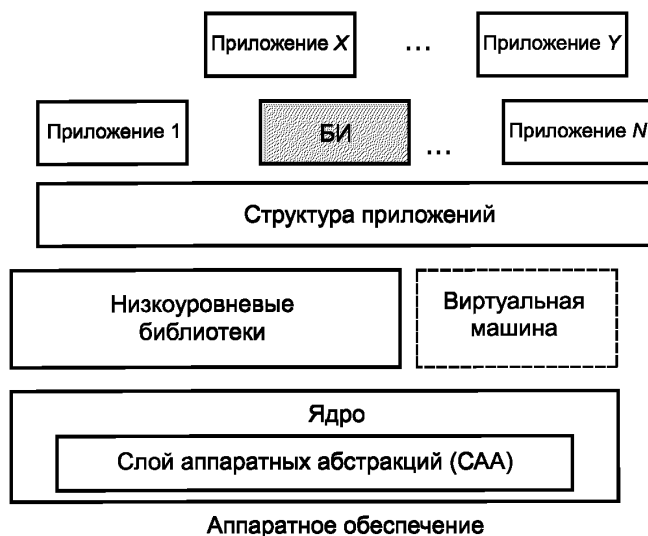 Приложение X ... Приложение Y
Приложение 1 БИ ... Приложение N
Структура приложений
Низкоуровневые
библиотеки
Виртуальная
машина
Ядро
Слой аппаратных абстракций (САА)
Аппаратное обеспечение